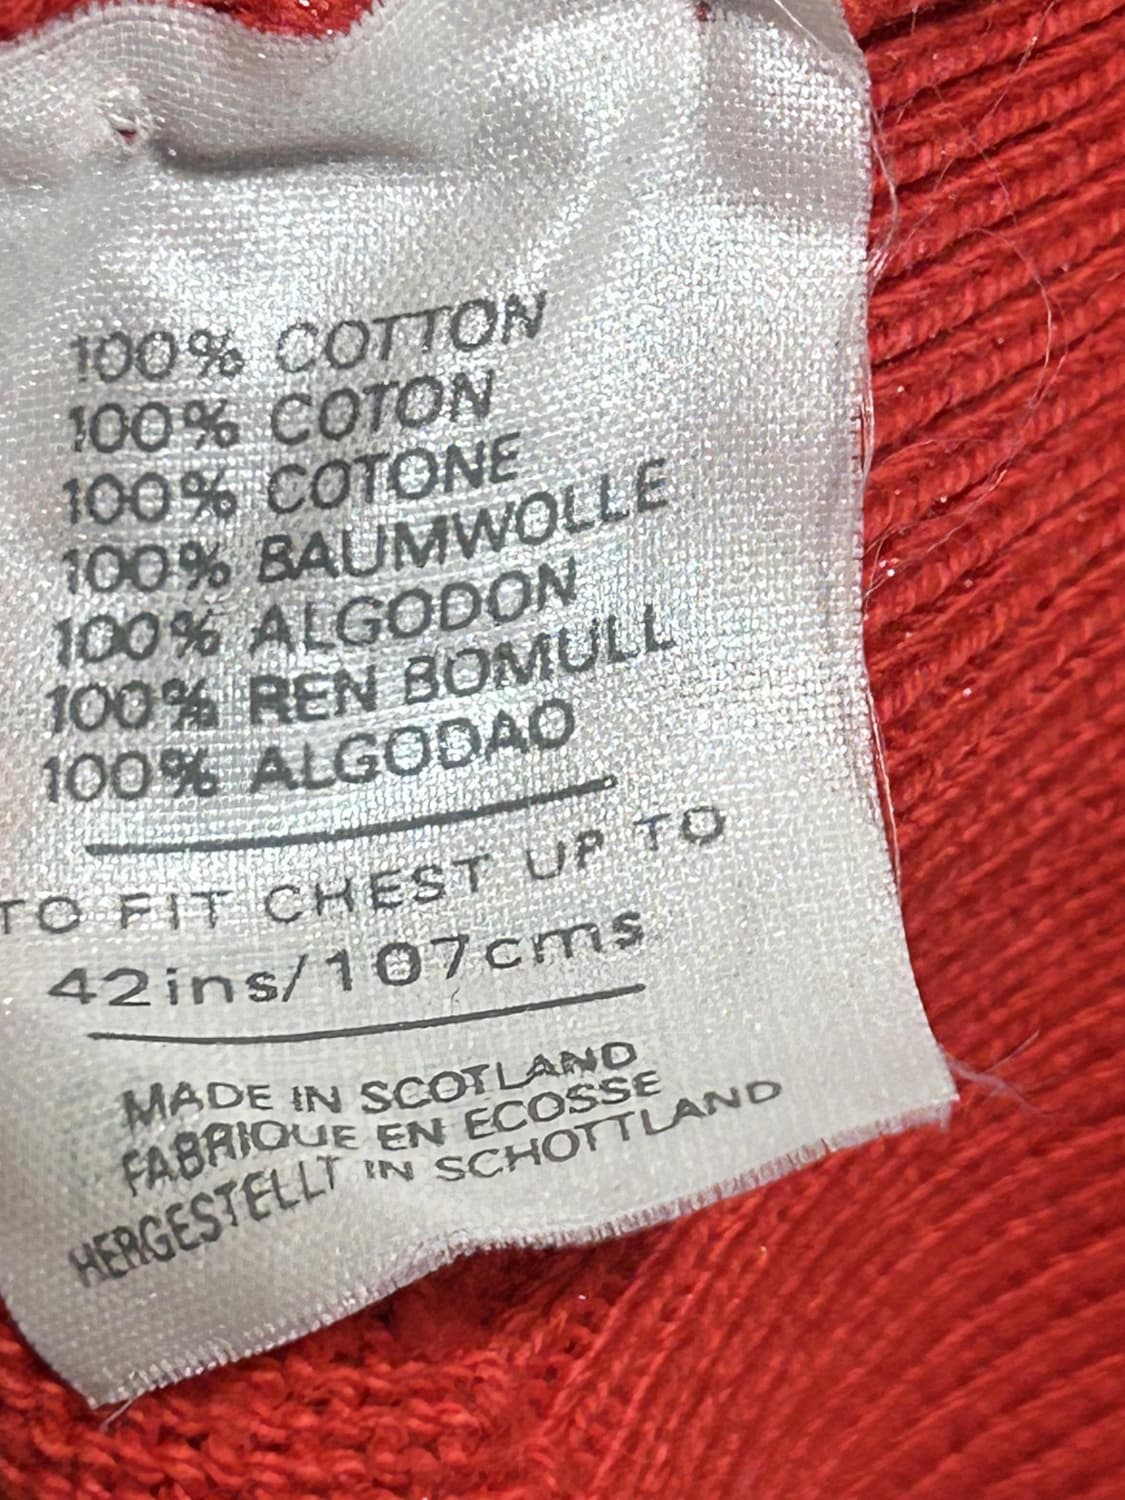 100% COTTON
100% COTON
100% COTONE
100% BAUMWOLLE
100% ALGODON
100% REN BOMULL
100% ALGODAO
TO FIT CHEST UP TO
42ins/107cms
MADE IN SCOTLAND
FABRIQUE EN ECOSSE
HERGESTELLT IN SCHOTTLAND